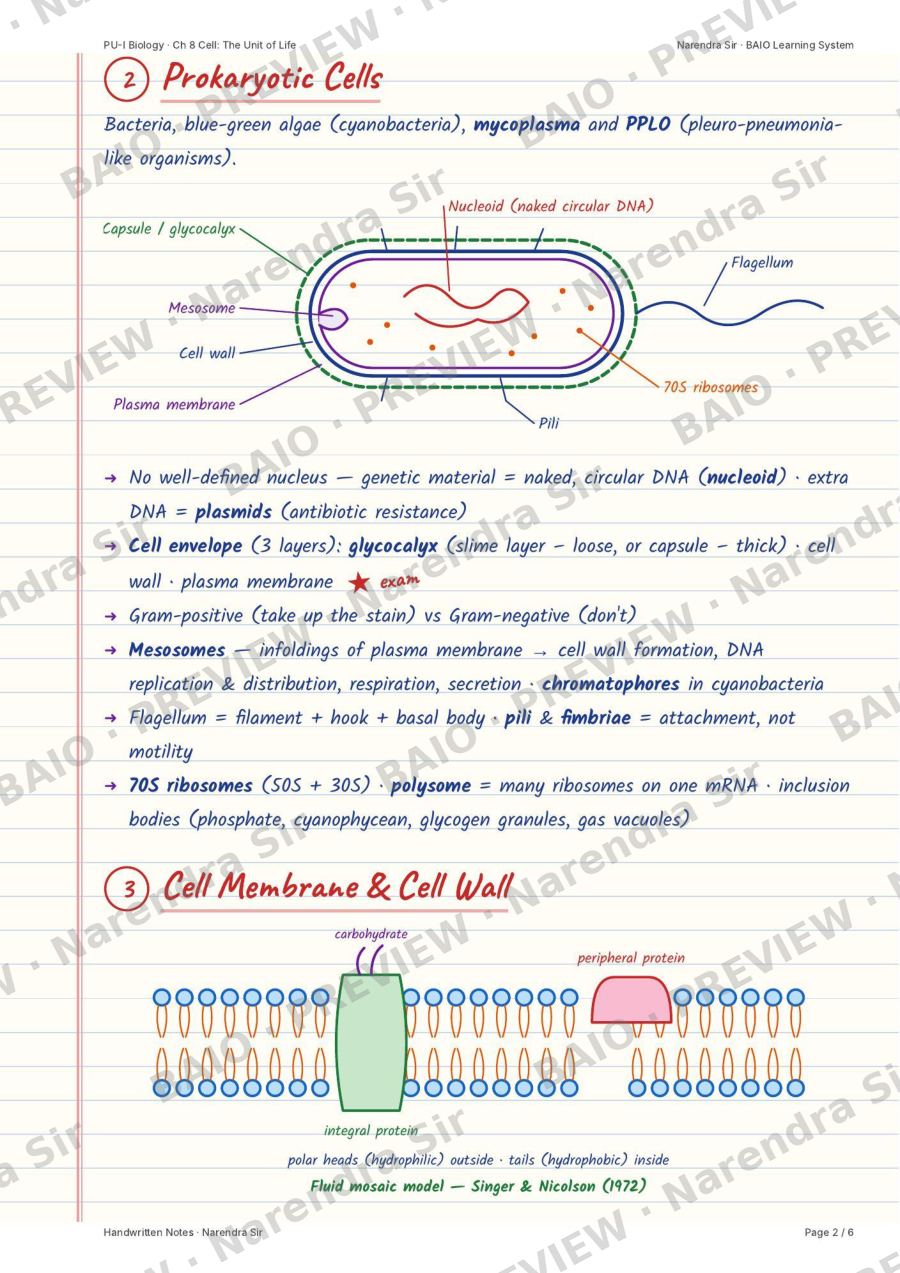 PU-I Biology · Ch 8 Cell: The Unit of Life
Narendra Sir · BAIO Learning System
2 Prokaryotic Cells
Bacteria, blue-green algae (cyanobacteria), mycoplasma and PPLO (pleuro-pneumonia-
like organisms).
Nucleoid (naked circular DNA)
Capsule / glycocalyx
Flagellum
Mesosome
Cell wall
70S ribosomes
Plasma membrane
Pili
→ No well-defined nucleus — genetic material = naked, circular DNA (nucleoid) · extra
DNA = plasmids (antibiotic resistance)
→ Cell envelope (3 layers): glycocalyx (slime layer – loose, or capsule – thick) · cell
wall · plasma membrane ★ exam
→ Gram-positive (take up the stain) vs Gram-negative (don't)
→ Mesosomes — infoldings of plasma membrane → cell wall formation, DNA
replication & distribution, respiration, secretion · chromatophores in cyanobacteria
→ Flagellum = filament + hook + basal body · pili & fimbriae = attachment, not
motility
→ 70S ribosomes (50S + 30S) · polysome = many ribosomes on one mRNA · inclusion
bodies (phosphate, cyanophycean, glycogen granules, gas vacuoles)
3 Cell Membrane & Cell Wall
carbohydrate
peripheral protein
integral protein
polar heads (hydrophilic) outside · tails (hydrophobic) inside
Fluid mosaic model — Singer & Nicolson (1972)
Handwritten Notes · Narendra Sir
Page 2 / 6
BAIO · PREVIEW · Narendra Sir